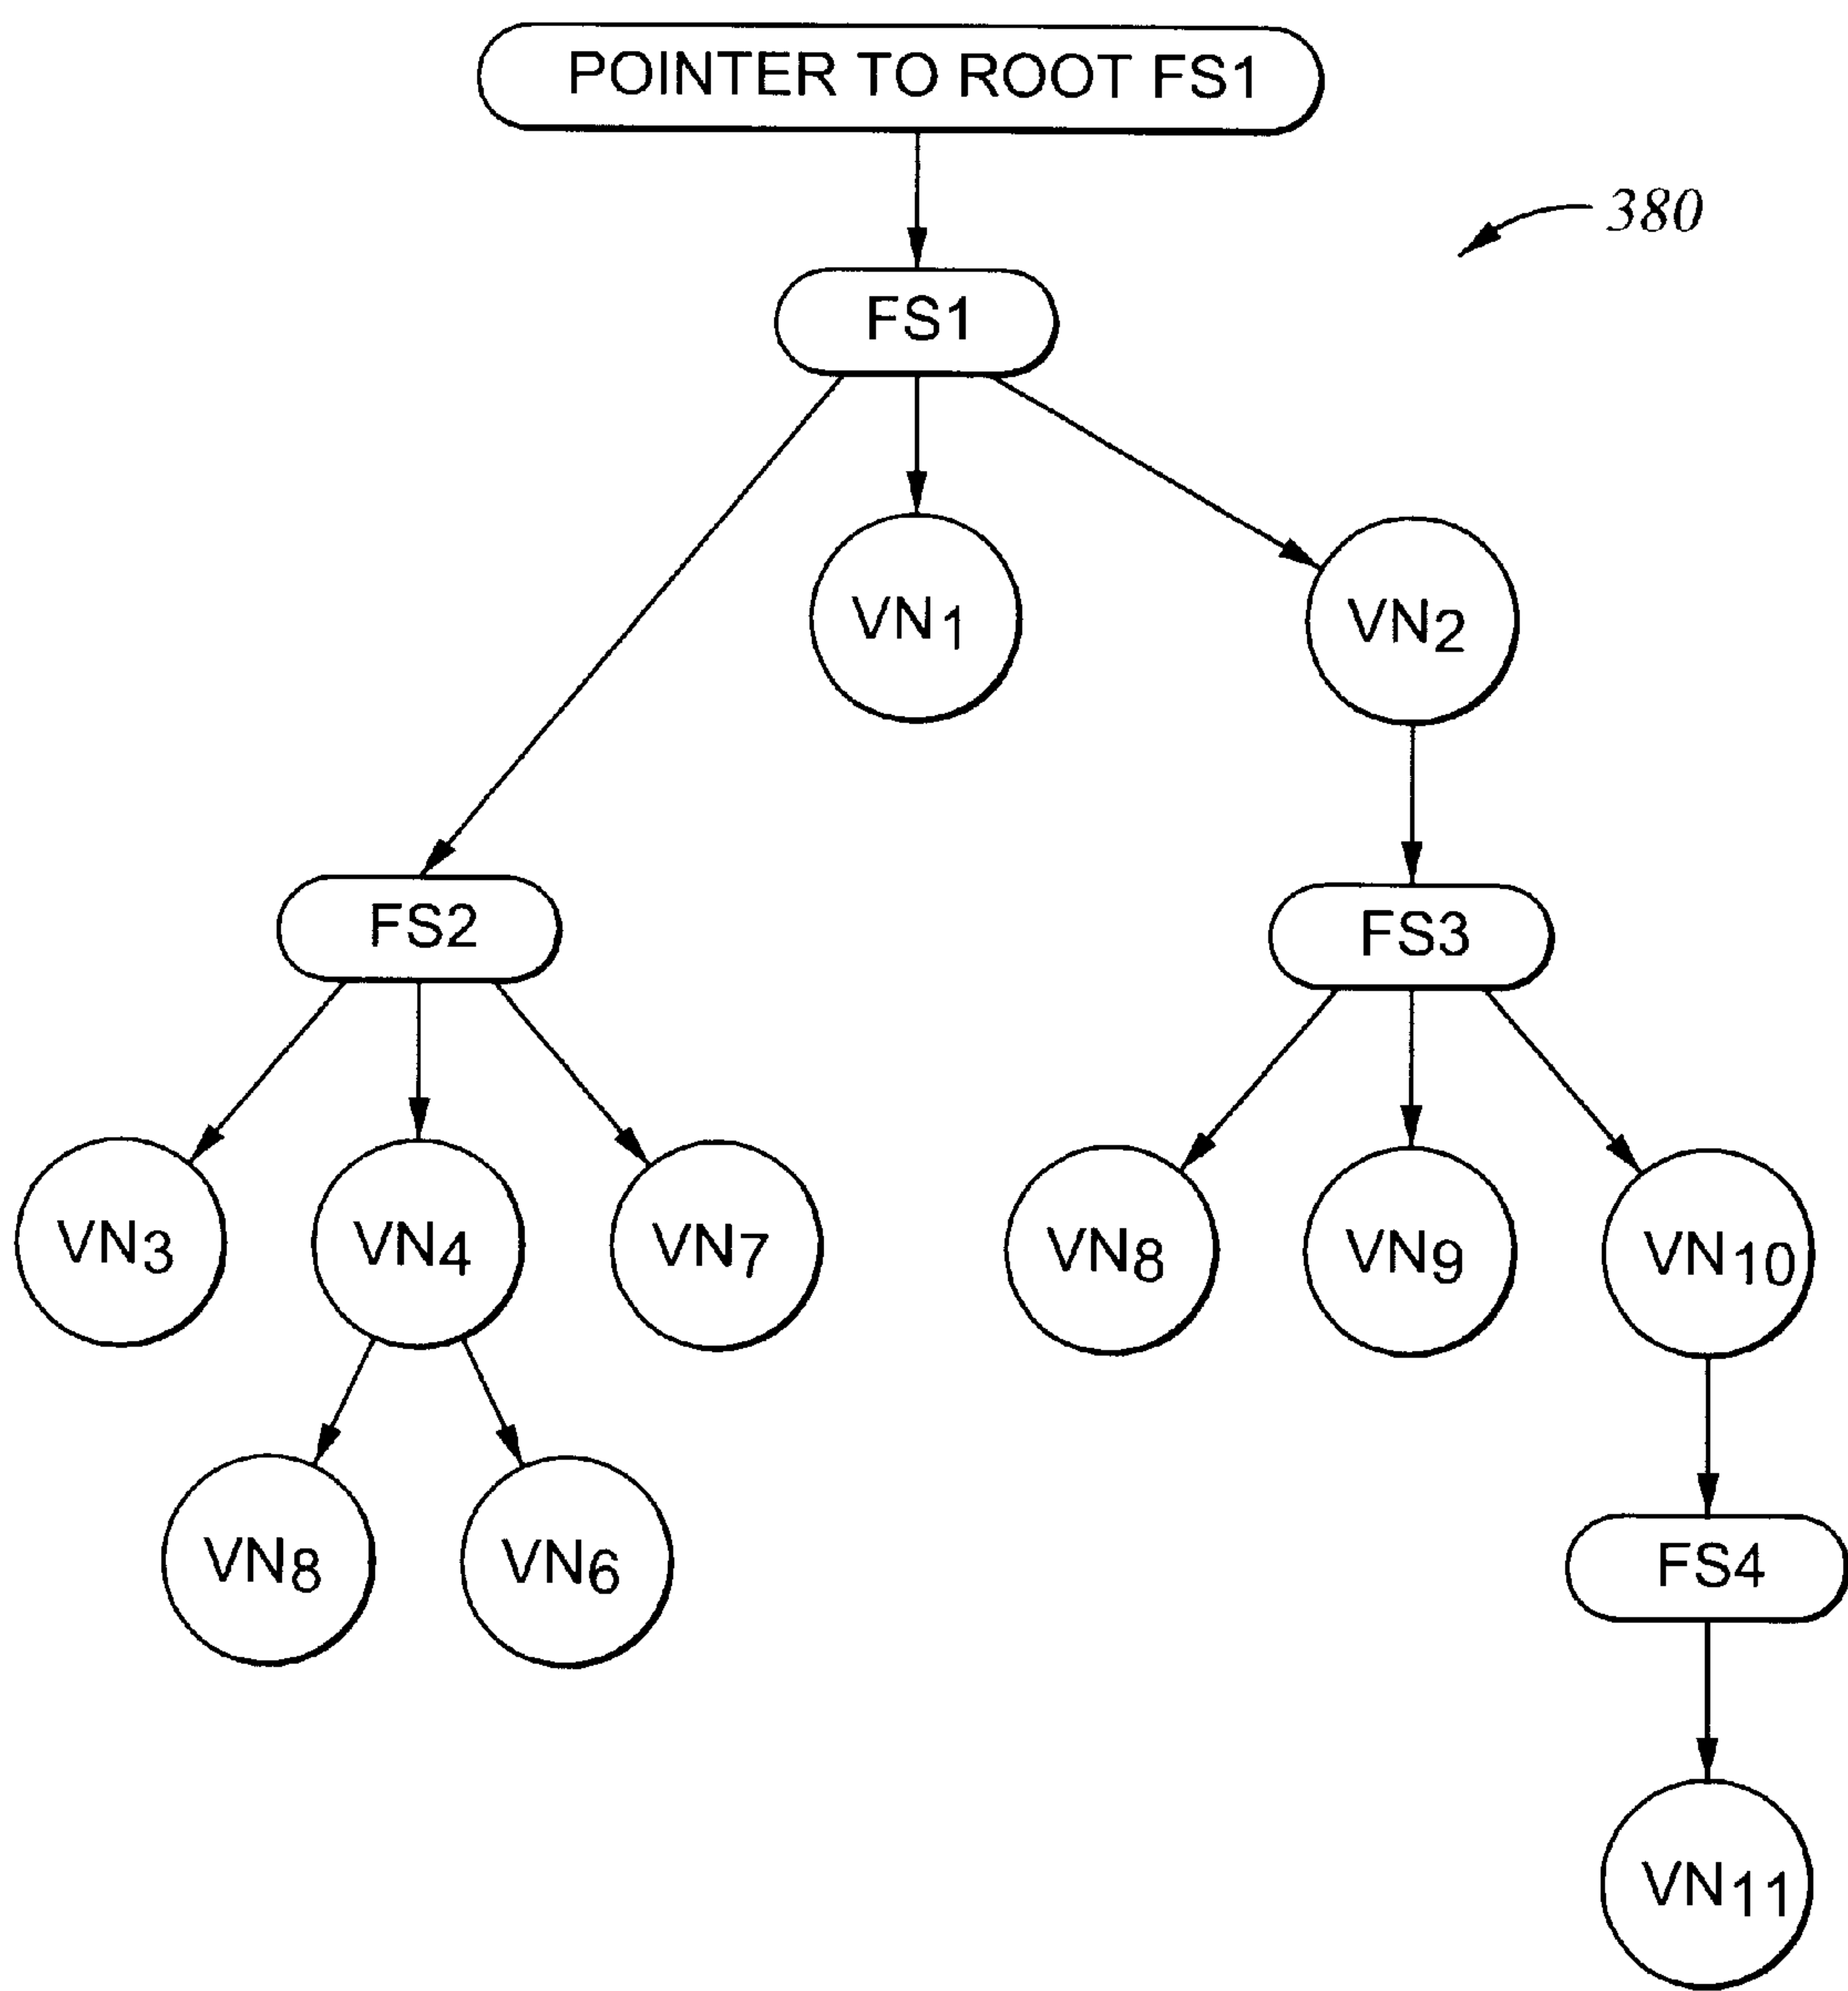 POINTER TO ROOT FS1
380
FS1
VN1
VN2
FS2
FS3
VN3
VN4
VN7
VN8
VN9
VN10
VN8
VN6
FS4
VN11